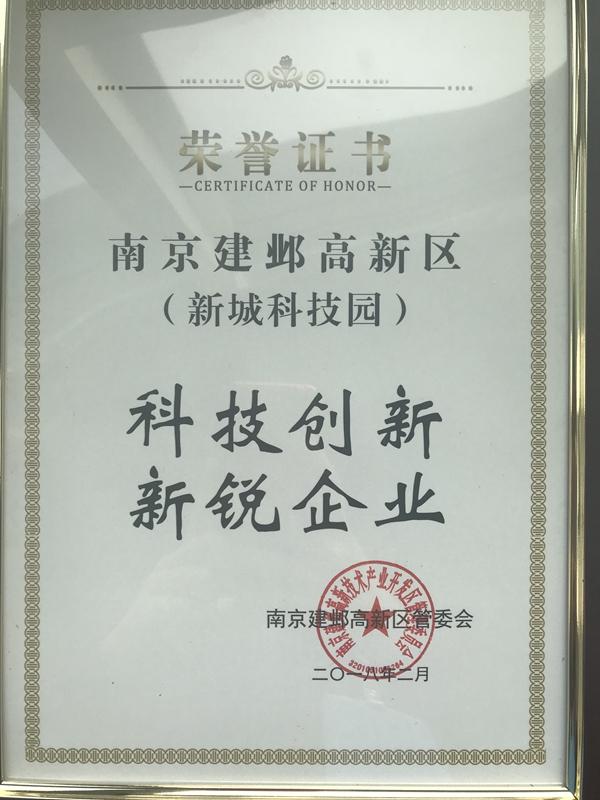 荣誉证书
CERTIFICATE OF HONOR
南京建邺高新区
（新城科技园）
科技创新
新锐企业
南京建邺高新区管委会
二〇一八年二月